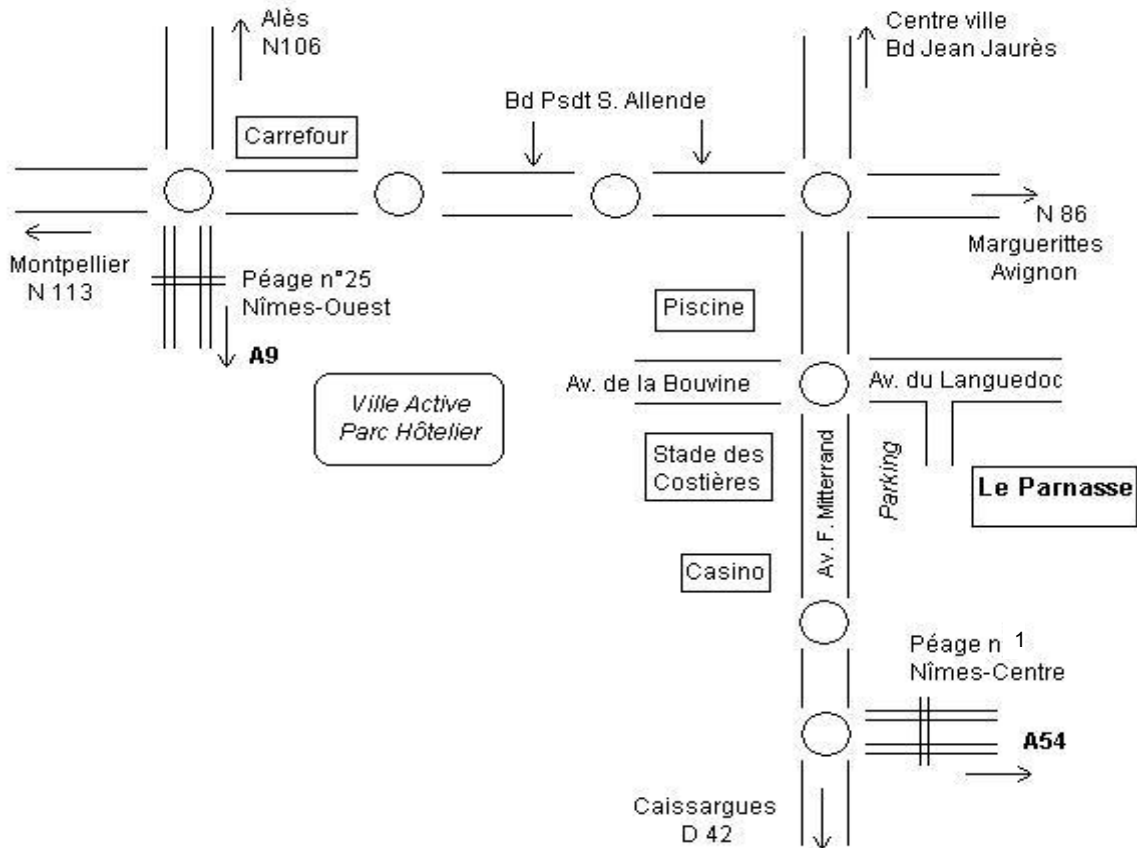 Alès
N106
Centre ville
Bd Jean Jaurès
Bd Psdt S. Allende
Carrefour
N 86
Marguerittes
Avignon
Montpellier
N 113
Péage n°25
Nîmes-Ouest
A9
Piscine
Av. de la Bouvine
Av. du Languedoc
Ville Active
Parc Hôtelier
Stade des
Costières
Av. F. Mitterrand
Parking
Le Parnasse
Casino
Péage n 1
Nîmes-Centre
A54
Caissargues
D 42